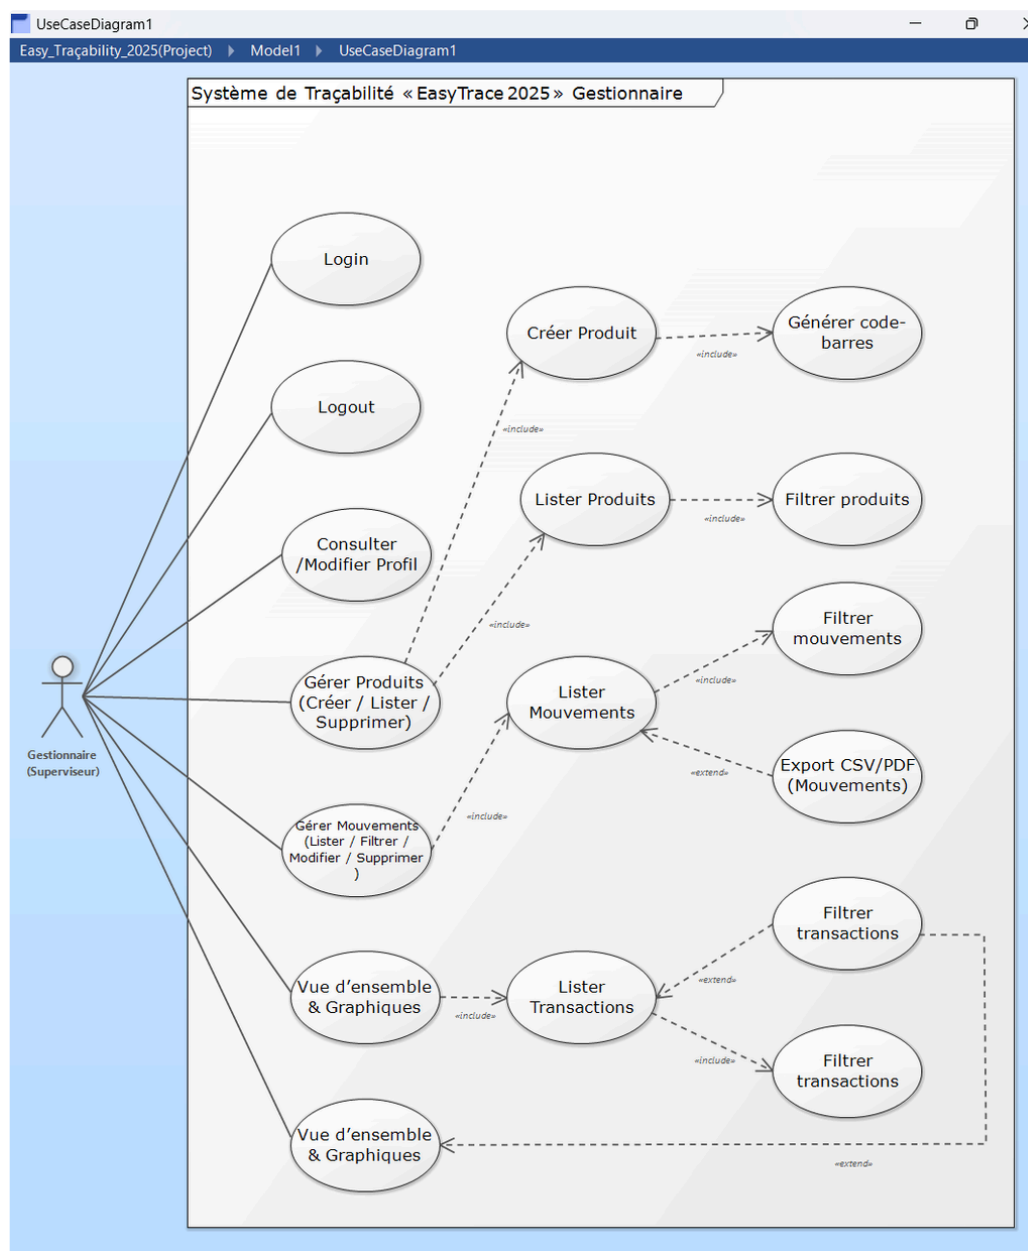 UseCaseDiagram1
Easy_Traçability_2025(Project) Model1 UseCaseDiagram1
Système de Traçabilité « EasyTrace 2025 » Gestionnaire
Login
Créer Produit
«include»
Générer code-
barres
Logout
«include»
Lister Produits
«include»
Filtrer produits
Consulter
/Modifier Profil
«include»
Filtrer
mouvements
Gestionnaire
(Superviseur)
Gérer Produits
(Créer / Lister /
Supprimer)
Lister
Mouvements
«include»
«extend»
Export CSV/PDF
(Mouvements)
Gérer Mouvements
(Lister / Filtrer /
Modifier / Supprimer
)
«include»
Filtrer
transactions
Vue d'ensemble
& Graphiques
«include»
Lister
Transactions
«extend»
«include»
Filtrer
transactions
Vue d'ensemble
& Graphiques
«extend»